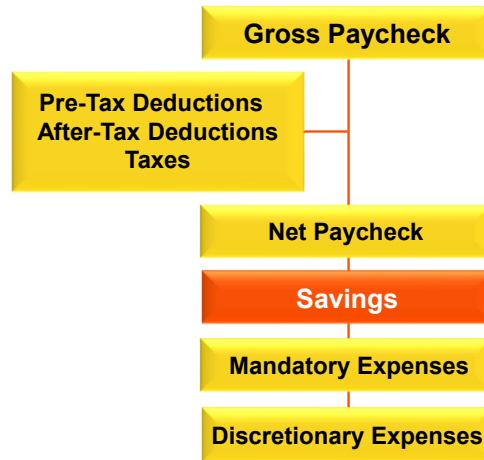 Gross Paycheck
Pre-Tax Deductions
After-Tax Deductions
Taxes
Net Paycheck
Savings
Mandatory Expenses
Discretionary Expenses